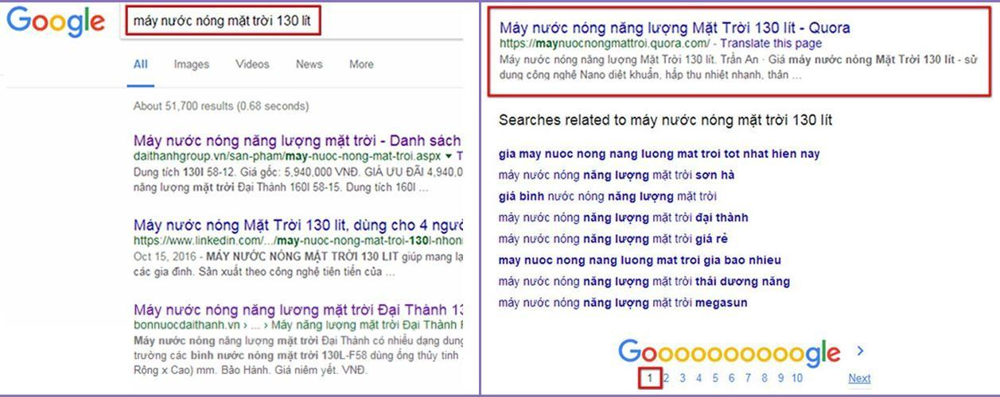 Google
máy nước nóng mặt trời 130 lít
All Images Videos News More
About 51,700 results (0.68 seconds)
Máy nước nóng năng lượng mặt trời - Danh sách
daithanhgroup.vn/san-pham/may-nuoc-nong-mat-troi.aspx ▼ T
Dung tích 130l 58-12. Giá gốc: 5,940,000 VNĐ. GIÁ ƯU ĐÃI 4,940,0
năng lượng mặt trời Đại Thành 160l 58-15. Dung tích 160l ...
Máy nước nóng Mặt Trời 130 lít, dùng cho 4 ngườ
https://www.linkedin.com/.../may-nuoc-nong-mat-troi-130l-nhonn
Oct 15, 2016 - MÁY NƯỚC NÓNG MẶT TRỜI 130 LIT giúp mang lạ
các gia đình. Sản xuất theo công nghệ tiên tiến của ...
Máy nước nóng năng lương mặt trời Đại Thành 13
bonnuocdaithanh.vn › ... › Máy năng lượng mặt trời Đại Thành F
Máy nước nóng năng lượng mặt trời Đại Thành có nhiều dạng dung
trường các bình nước nóng mặt trời 130L-F58 dùng ống thủy tinh
Rộng x Cao) mm. Bảo Hành. Giá niêm yết. VNĐ.
Máy nước nóng năng lượng Mặt Trời 130 lít - Quora
https://maynuocnongmattroi.quora.com/ - Translate this page
Máy nước nóng năng lượng Mặt Trời 130 lít. Trần An · Giá máy nước nóng Mặt Trời 130 lít - sử
dụng công nghệ Nano diệt khuẩn, hấp thụ nhiệt nhanh, thân ...
Searches related to máy nước nóng mặt trời 130 lít
gia may nuoc nong nang luong mat troi tot nhat hien nay
máy nước nóng năng lượng mặt trời sơn hà
giá bình nước nóng năng lượng mặt trời
máy nước nóng năng lượng mặt trời đại thành
máy nước nóng năng lượng mặt trời giá rẻ
may nuoc nong nang luong mat troi gia bao nhieu
máy nước nóng năng lượng mặt trời thái dương năng
máy nước nóng năng lượng mặt trời megasun
Goooooooooogle >
1 2 3 4 5 6 7 8 9 10 Next